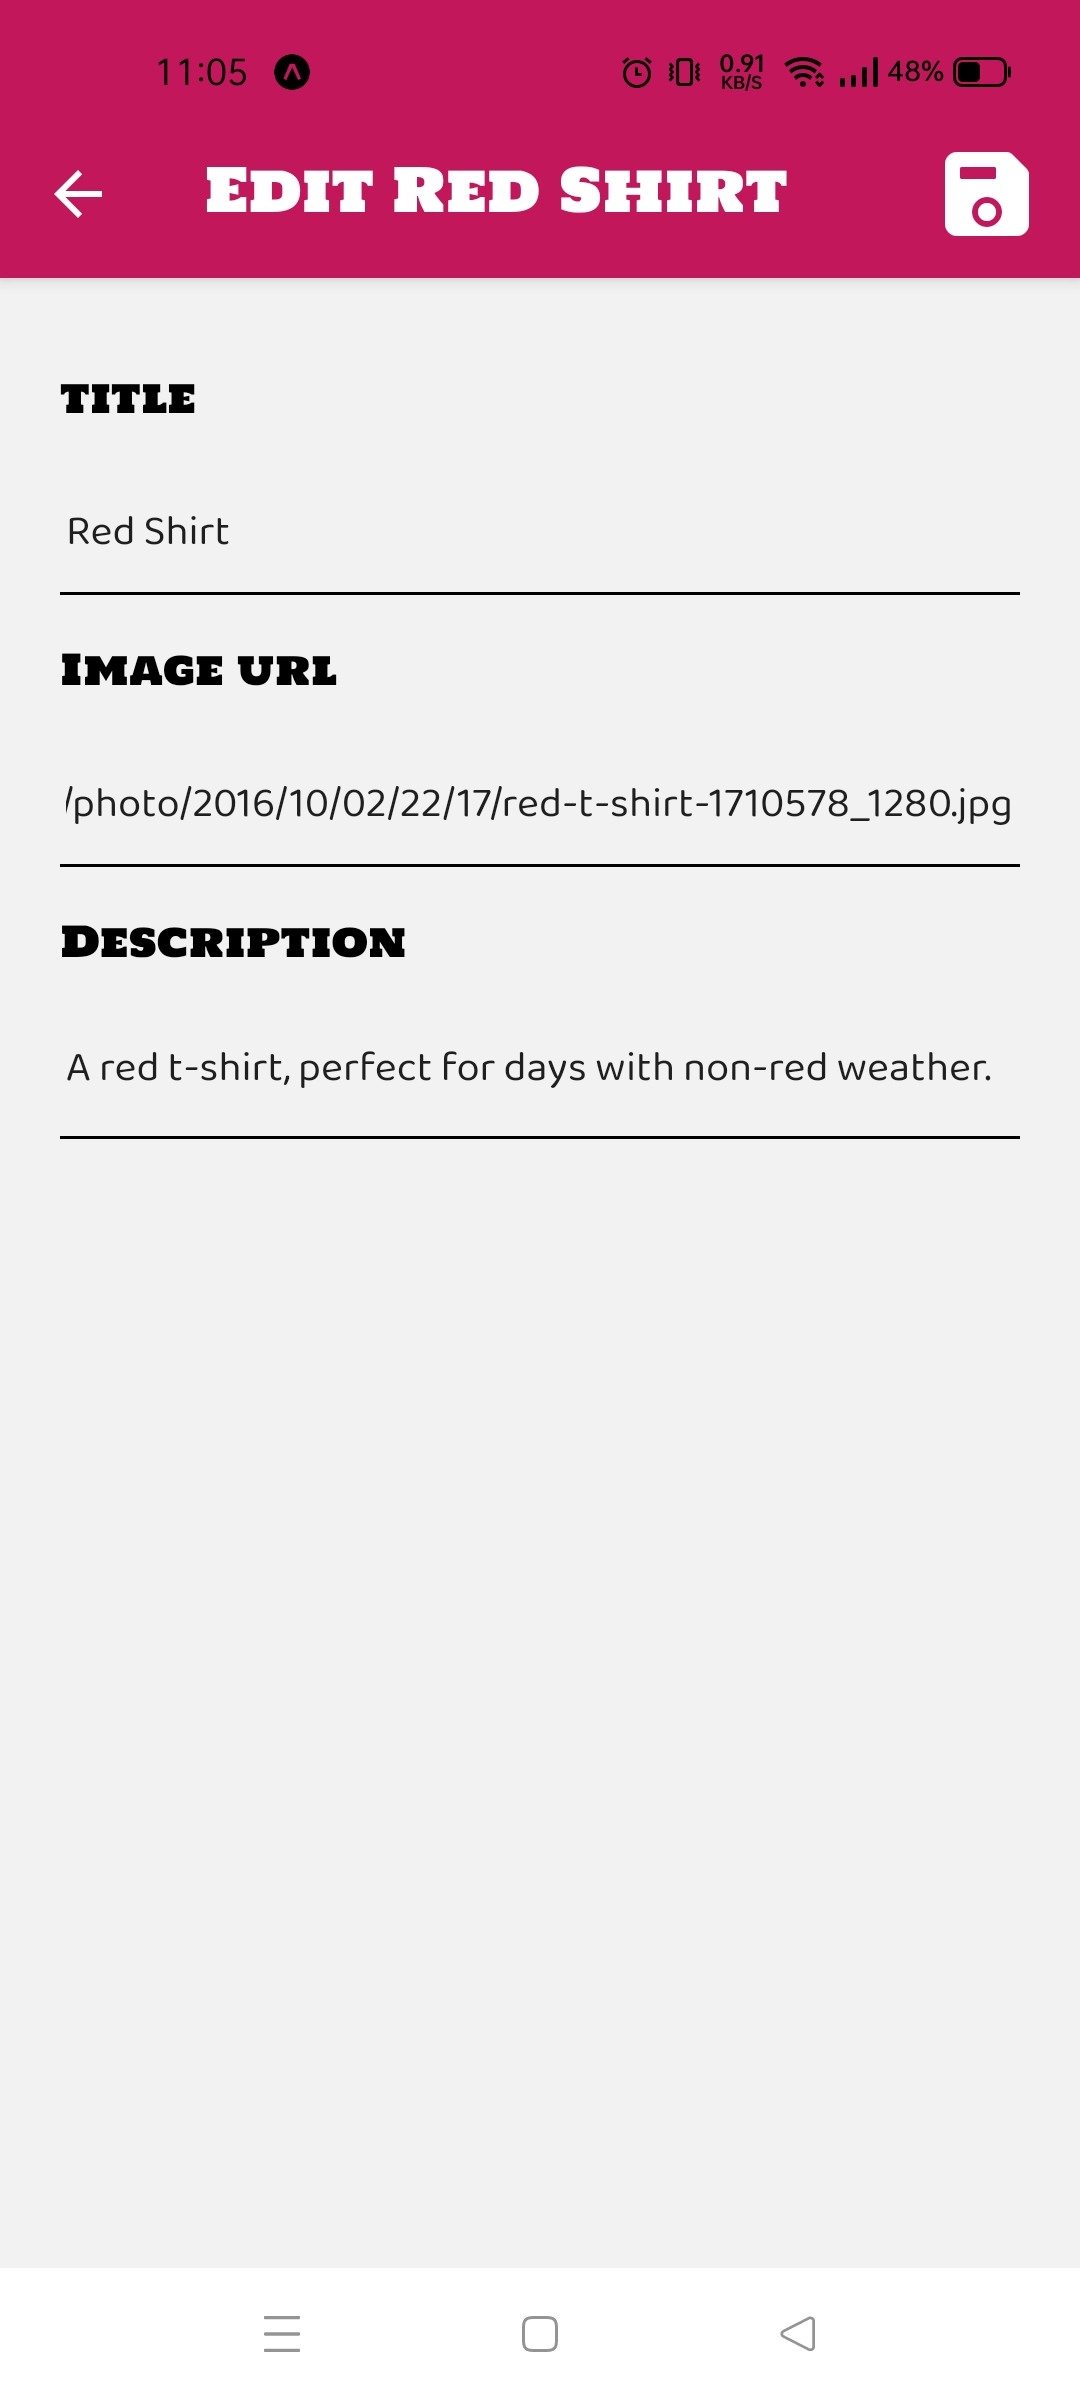 11:05 0.91 KB/S 48%
Edit Red Shirt
Title
Red Shirt
Image url
/photo/2016/10/02/22/17/red-t-shirt-1710578_1280.jpg
Description
A red t-shirt, perfect for days with non-red weather.